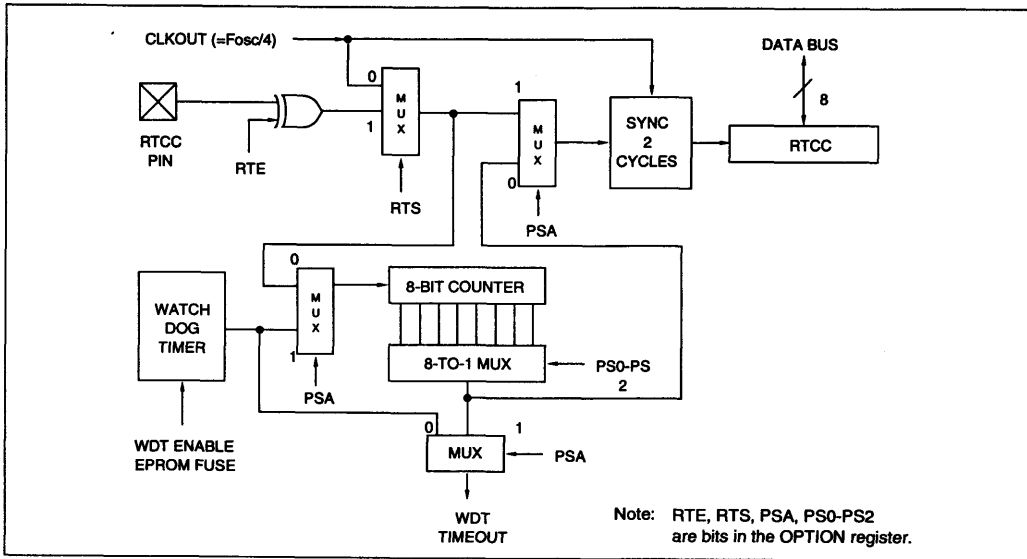 CLKOUT (=Fosc/4)
DATA BUS
8
RTCC
PIN
RTE
0
1
MUX
RTS
1
0
MUX
PSA
SYNC
2
CYCLES
RTCC
WATCH
DOG
TIMER
0
1
MUX
PSA
8-BIT COUNTER
8-TO-1 MUX
PS0-PS
2
WDT ENABLE
EPROM FUSE
0
1
MUX
PSA
WDT
TIMEOUT
Note: RTE, RTS, PSA, PS0-PS2
are bits in the OPTION register.